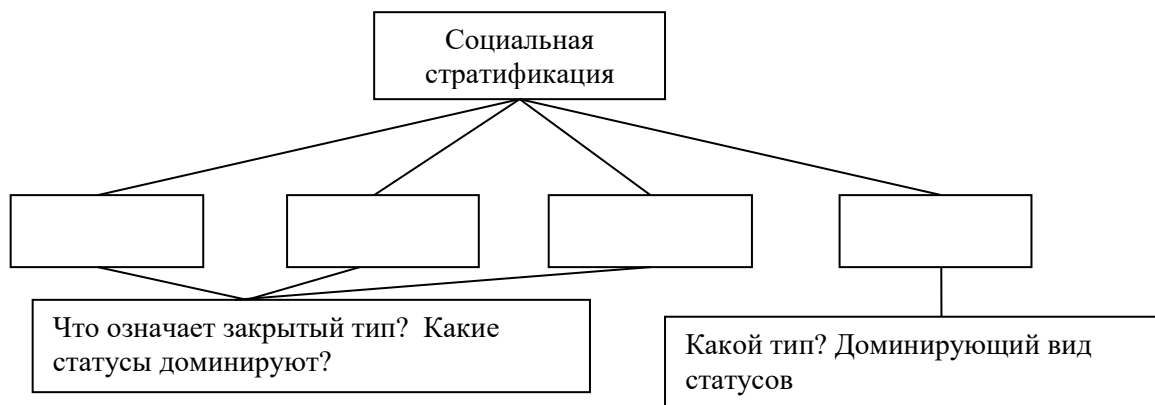 Социальная
стратификация
Что означает закрытый тип? Какие
статусы доминируют?
Какой тип? Доминирующий вид
статусов